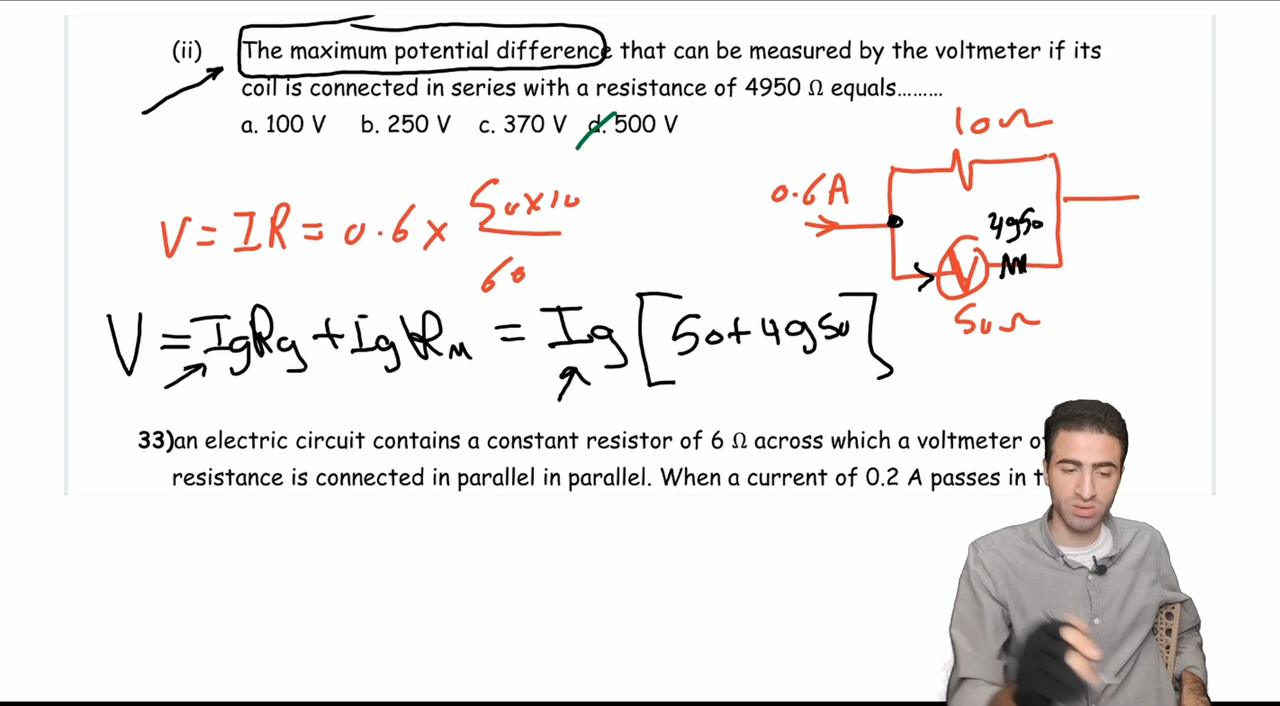 (ii) The maximum potential difference that can be measured by the voltmeter if its
coil is connected in series with a resistance of 4950 Ω equals.........
a. 100 V b. 250 V c. 370 V d. 500 V
10Ω
0.6A
4950
V
50Ω
V = IR = 0.6 × 50×10
60
V = IgRg + IgRm = Ig [50+4950]
33)an electric circuit contains a constant resistor of 6 Ω across which a voltmeter
resistance is connected in parallel in parallel. When a current of 0.2 A passes in